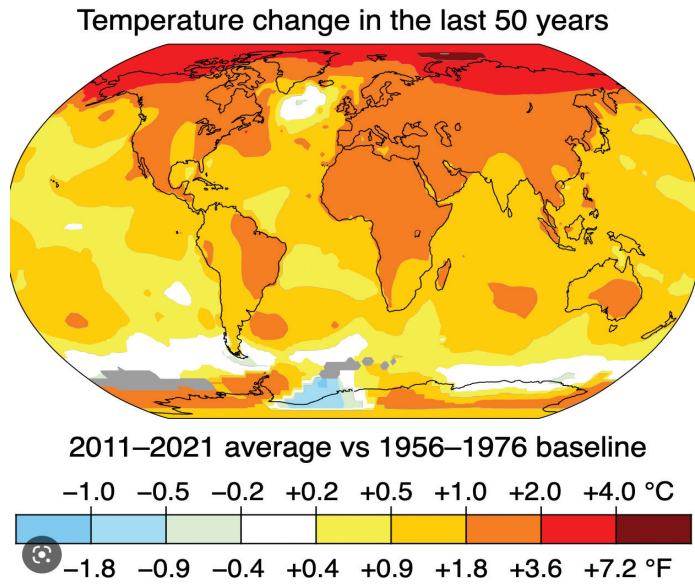 Temperature change in the last 50 years
2011–2021 average vs 1956–1976 baseline
−1.0 −0.5 −0.2 +0.2 +0.5 +1.0 +2.0 +4.0 °C
−1.8 −0.9 −0.4 +0.4 +0.9 +1.8 +3.6 +7.2 °F